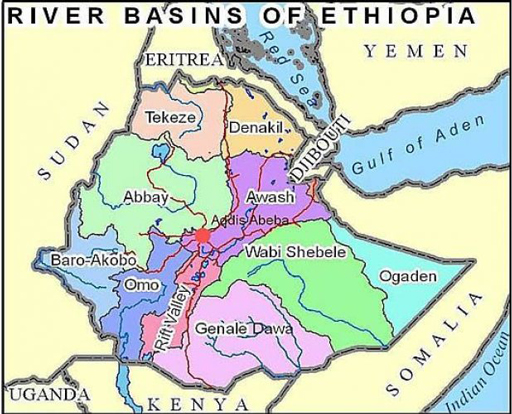 RIVER BASINS OF ETHIOPIA
ERITREA
Red Sea
YEMEN
SUDAN
Tekeze
Denakil
DJIBOUTI
Gulf of Aden
Abbay
Awash
Addis Abeba
Baro-Akobo
Wabi Shebele
Ogaden
Omo
Rift Valley
Genale Dawa
SOMALIA
Indian Ocean
UGANDA
KENYA